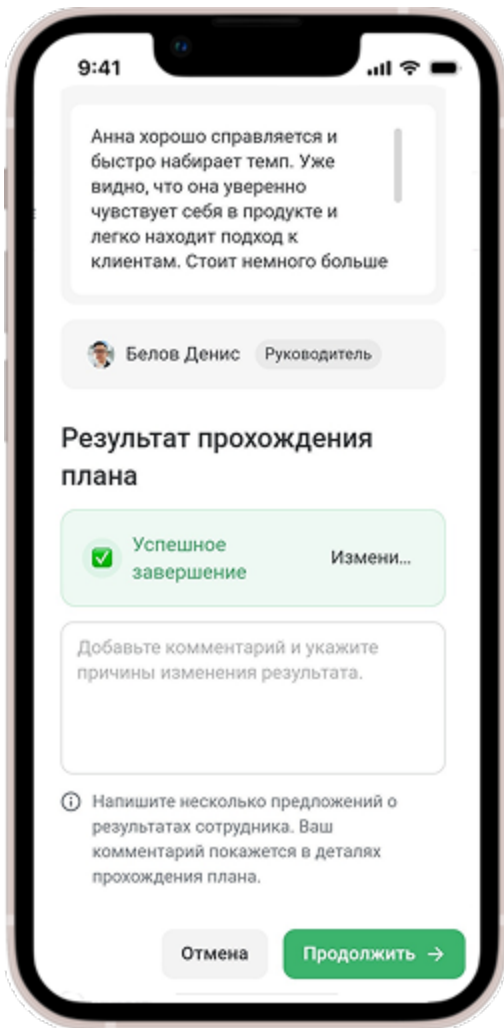 9:41
Анна хорошо справляется и
быстро набирает темп. Уже
видно, что она уверенно
чувствует себя в продукте и
легко находит подход к
клиентам. Стоит немного больше
Белов Денис Руководитель
Результат прохождения
плана
Успешное
завершение
Измени...
Добавьте комментарий и укажите
причины изменения результата.
Напишите несколько предложений о
результатах сотрудника. Ваш
комментарий покажется в деталях
прохождения плана.
Отмена Продолжить →